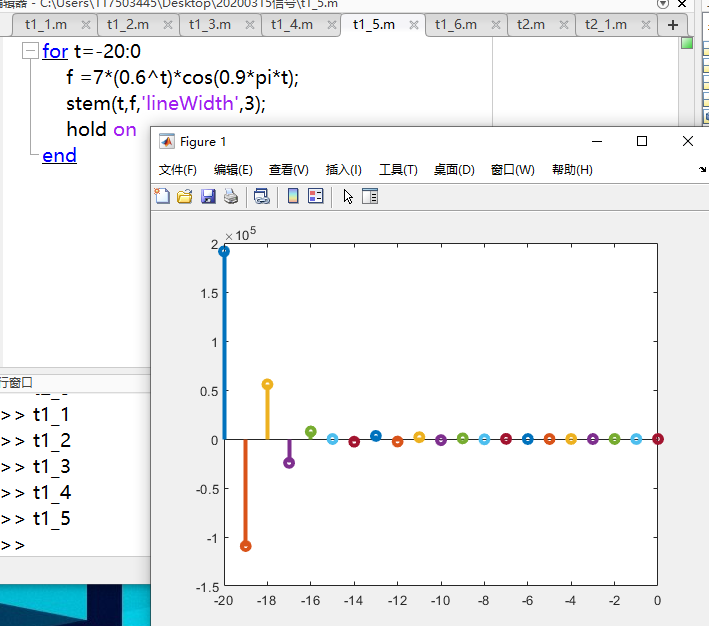 编辑器 - C:\Users\117503445\Desktop\20200315信号\t1_5.m
t1_1.m t1_2.m t1_3.m t1_4.m t1_5.m t1_6.m t2.m t2_1.m
for t=-20:0
f =7*(0.6^t)*cos(0.9*pi*t);
stem(t,f,'lineWidth',3);
hold on
end
Figure 1
文件(F) 编辑(E) 查看(V) 插入(I) 工具(T) 桌面(D) 窗口(W) 帮助(H)
×10^5
2
1.5
1
0.5
0
-0.5
-1
-1.5
-20 -18 -16 -14 -12 -10 -8 -6 -4 -2 0
行窗口
>> t1_1
>> t1_2
>> t1_3
>> t1_4
>> t1_5
>>